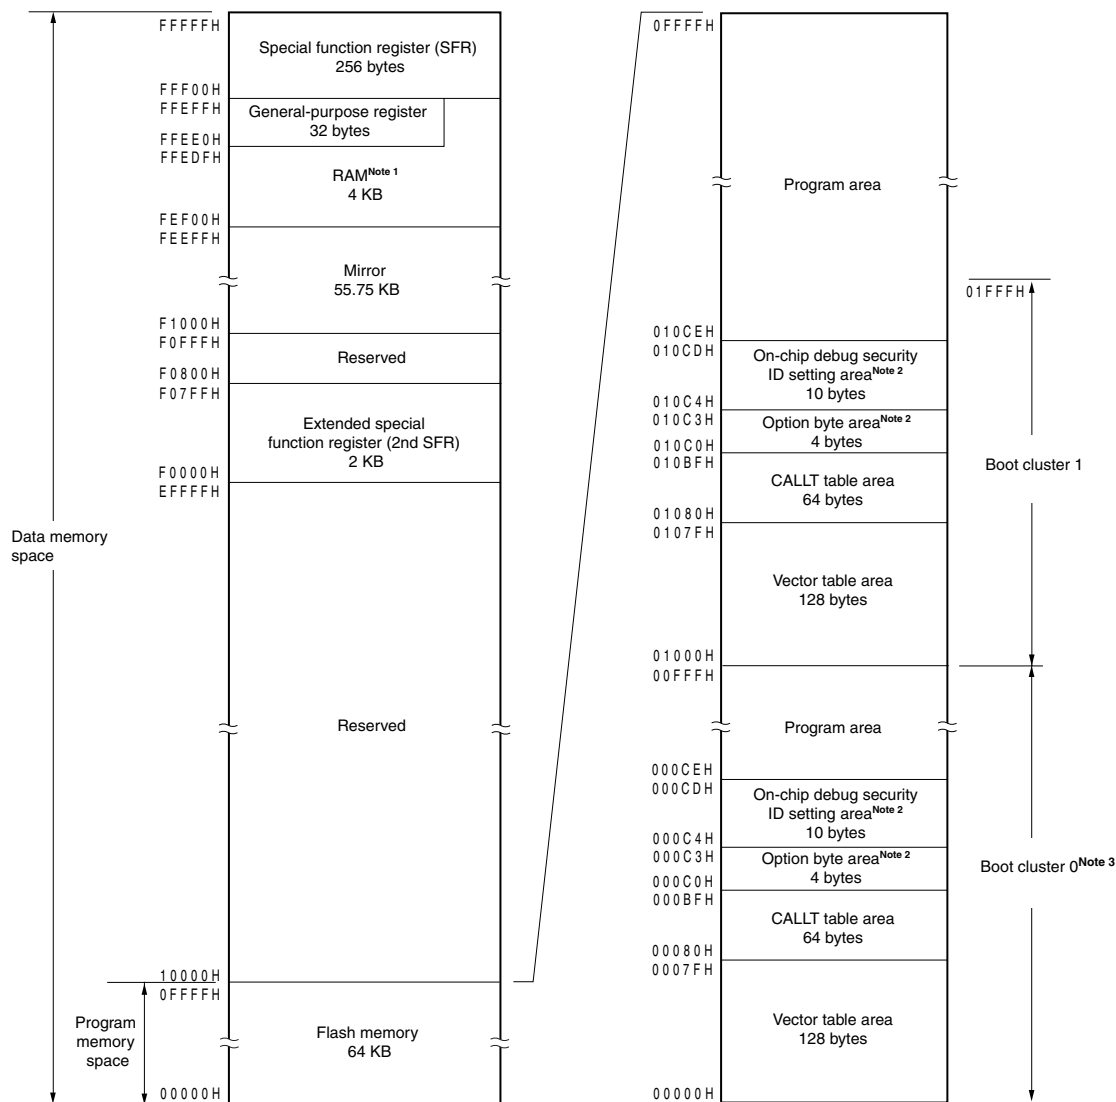 FFFFFH
Special function register (SFR)
256 bytes
FFF00H
FFEFFH
General-purpose register
32 bytes
FFEE0H
FFEDFH
RAMNote 1
4 KB
FEF00H
FEEFFH
Mirror
55.75 KB
F1000H
F0FFFH
Reserved
F0800H
F07FFH
Extended special
function register (2nd SFR)
2 KB
F0000H
EFFFFH
Data memory
space
Reserved
10000H
0FFFFH
Program
memory
space
Flash memory
64 KB
00000H
0FFFFH
Program area
01FFFH
010CEH
010CDH
On-chip debug security
ID setting areaNote 2
10 bytes
010C4H
010C3H
Option byte areaNote 2
4 bytes
010C0H
010BFH
Boot cluster 1
CALLT table area
64 bytes
01080H
0107FH
Vector table area
128 bytes
01000H
00FFFH
Program area
000CEH
000CDH
On-chip debug security
ID setting areaNote 2
10 bytes
000C4H
000C3H
Option byte areaNote 2
4 bytes
Boot cluster 0Note 3
000C0H
000BFH
CALLT table area
64 bytes
00080H
0007FH
Vector table area
128 bytes
00000H